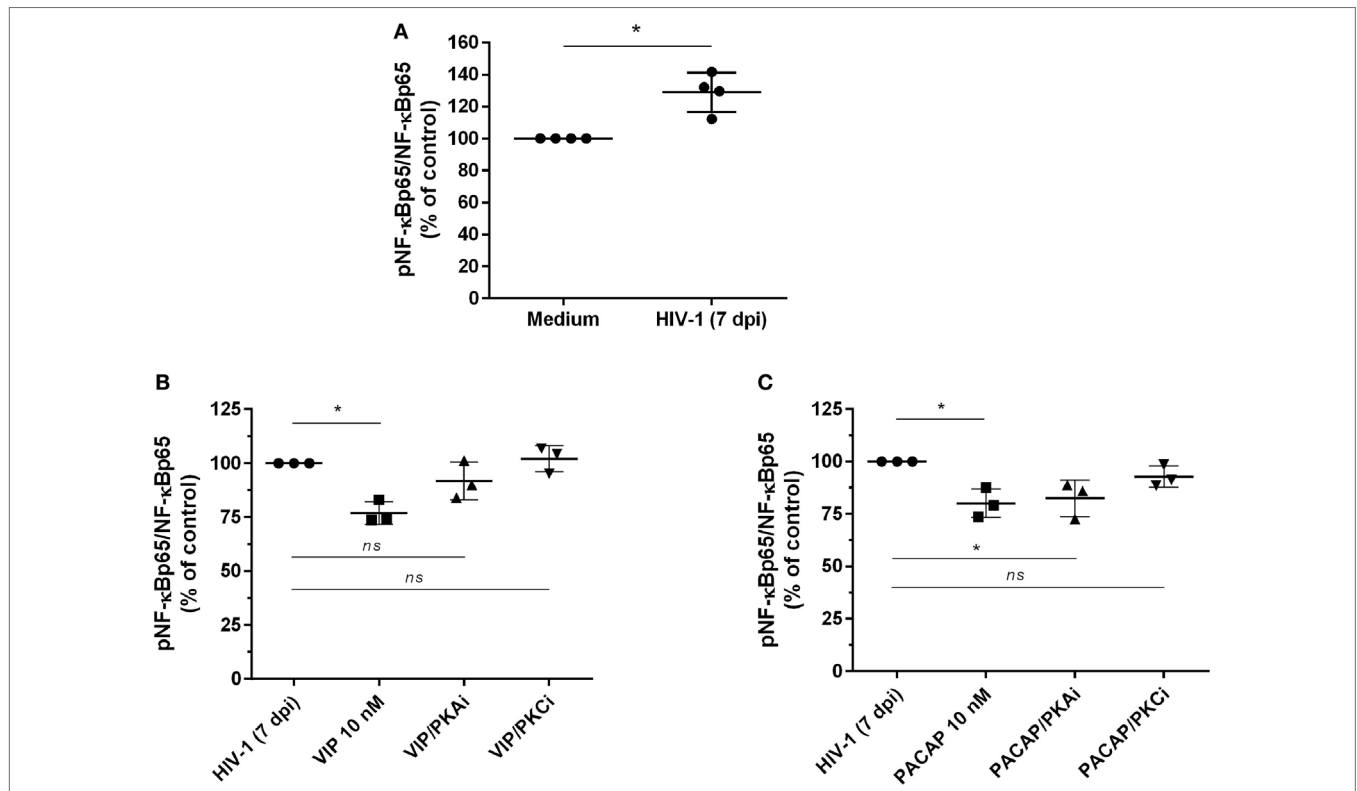 A
*
pNF-κBp65/NF-κBp65
(% of control)
160
140
120
100
80
60
40
20
0
Medium HIV-1 (7 dpi)
B
*
pNF-κBp65/NF-κBp65
(% of control)
125
100
75
50
25
0
ns
ns
HIV-1 (7 dpi)
VIP 10 nM
VIP/PKAi
VIP/PKCi
C
*
pNF-κBp65/NF-κBp65
(% of control)
125
100
75
50
25
0
*
ns
HIV-1 (7 dpi)
PACAP 10 nM
PACAP/PKAi
PACAP/PKCi